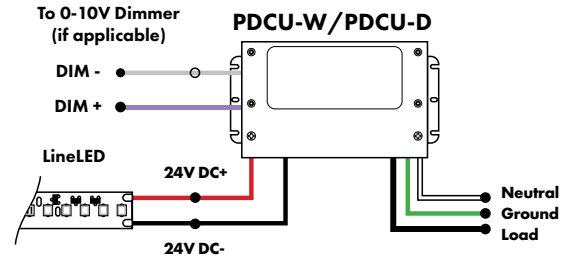 To 0-10V Dimmer
(if applicable)
PDCU-W/PDCU-D
DIM -
DIM +
LineLED
24V DC+
24V DC-
Neutral
Ground
Load